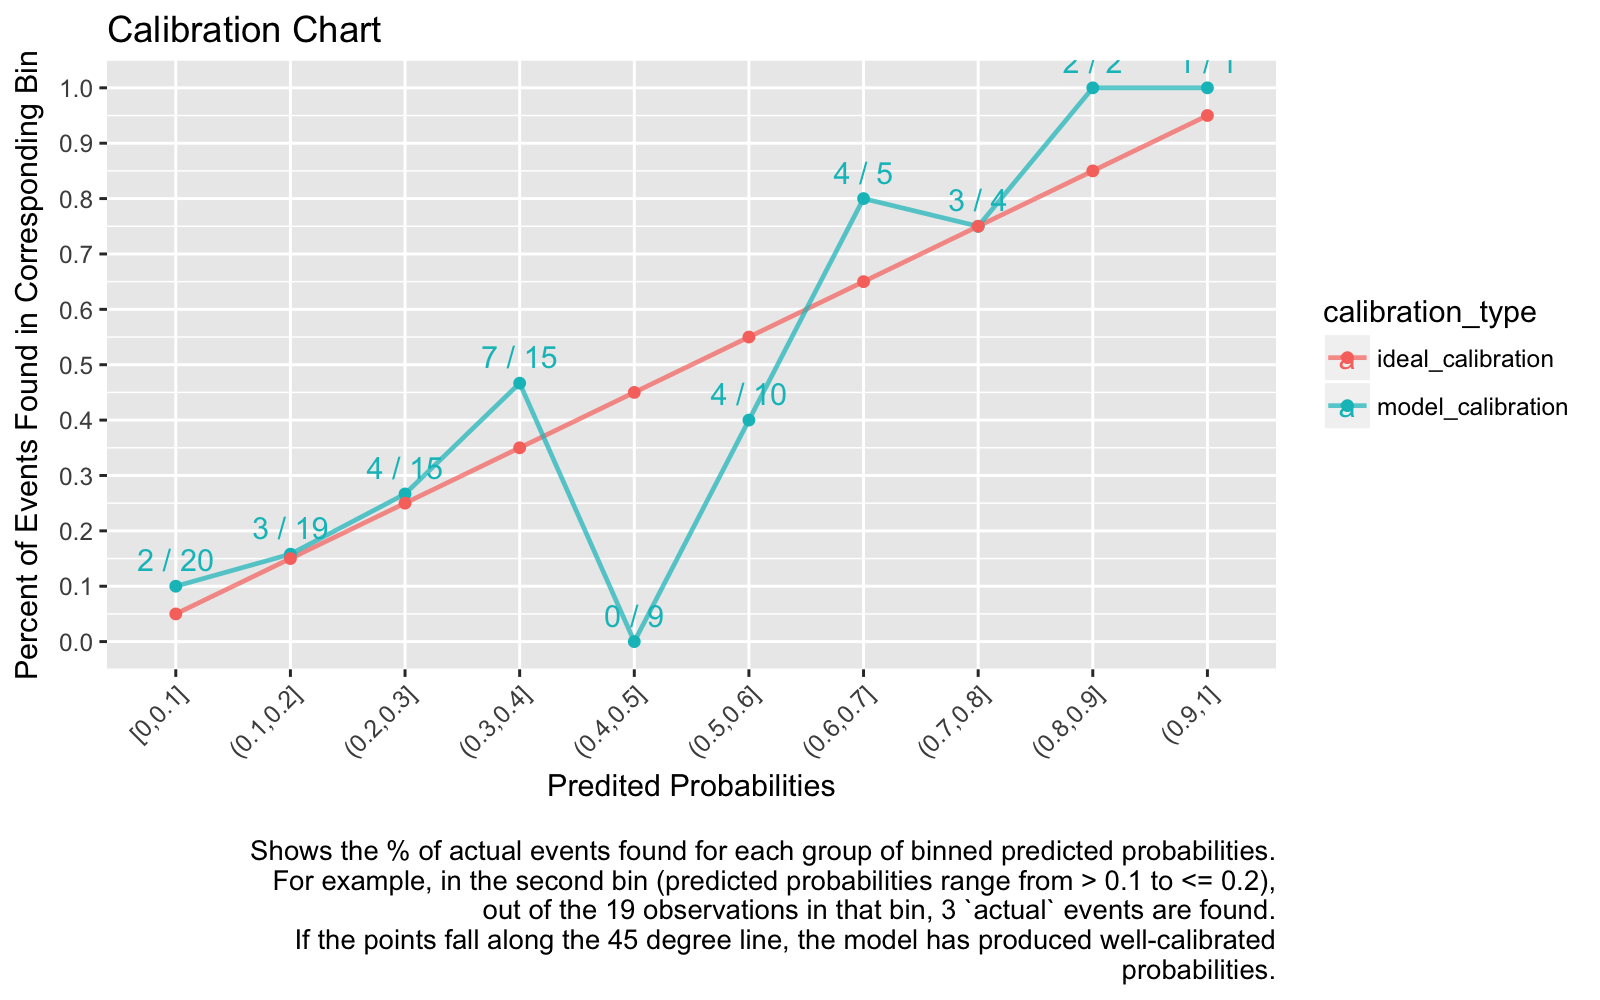 Calibration Chart
Percent of Events Found in Corresponding Bin
1.0
0.9
0.8
0.7
0.6
0.5
0.4
0.3
0.2
0.1
0.0
2 / 20
3 / 19
4 / 15
7 / 15
0 / 9
4 / 10
4 / 5
3 / 4
2 / 2
1 / 1
[0,0.1]
(0.1,0.2]
(0.2,0.3]
(0.3,0.4]
(0.4,0.5]
(0.5,0.6]
(0.6,0.7]
(0.7,0.8]
(0.8,0.9]
(0.9,1]
Predited Probabilities
calibration_type
a ideal_calibration
a model_calibration
Shows the % of actual events found for each group of binned predicted probabilities.
For example, in the second bin (predicted probabilities range from > 0.1 to <= 0.2),
out of the 19 observations in that bin, 3 `actual` events are found.
If the points fall along the 45 degree line, the model has produced well-calibrated
probabilities.